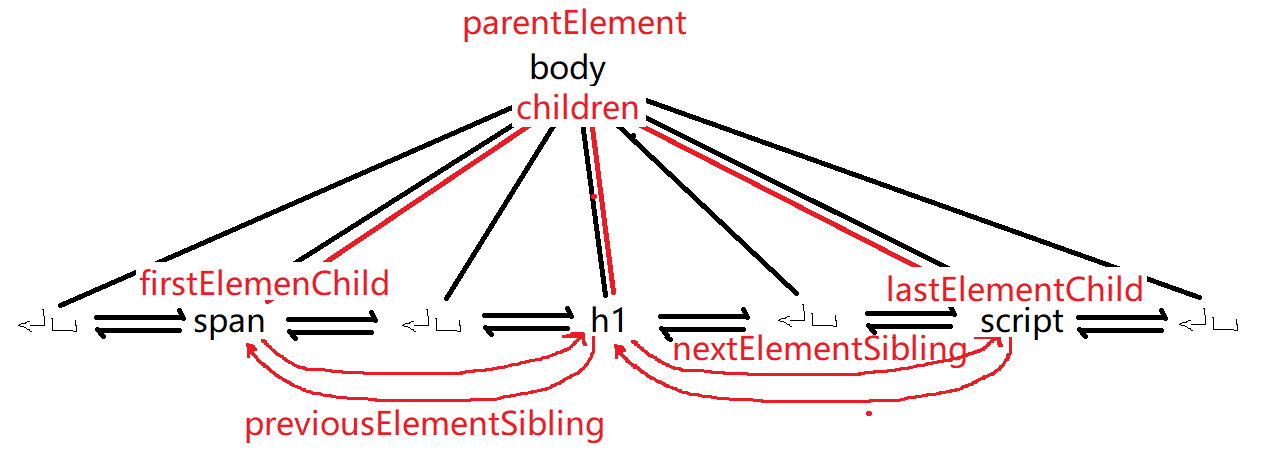 parentElement
body
children
firstElemenChild
lastElementChild
span
h1
script
nextElementSibling
previousElementSibling